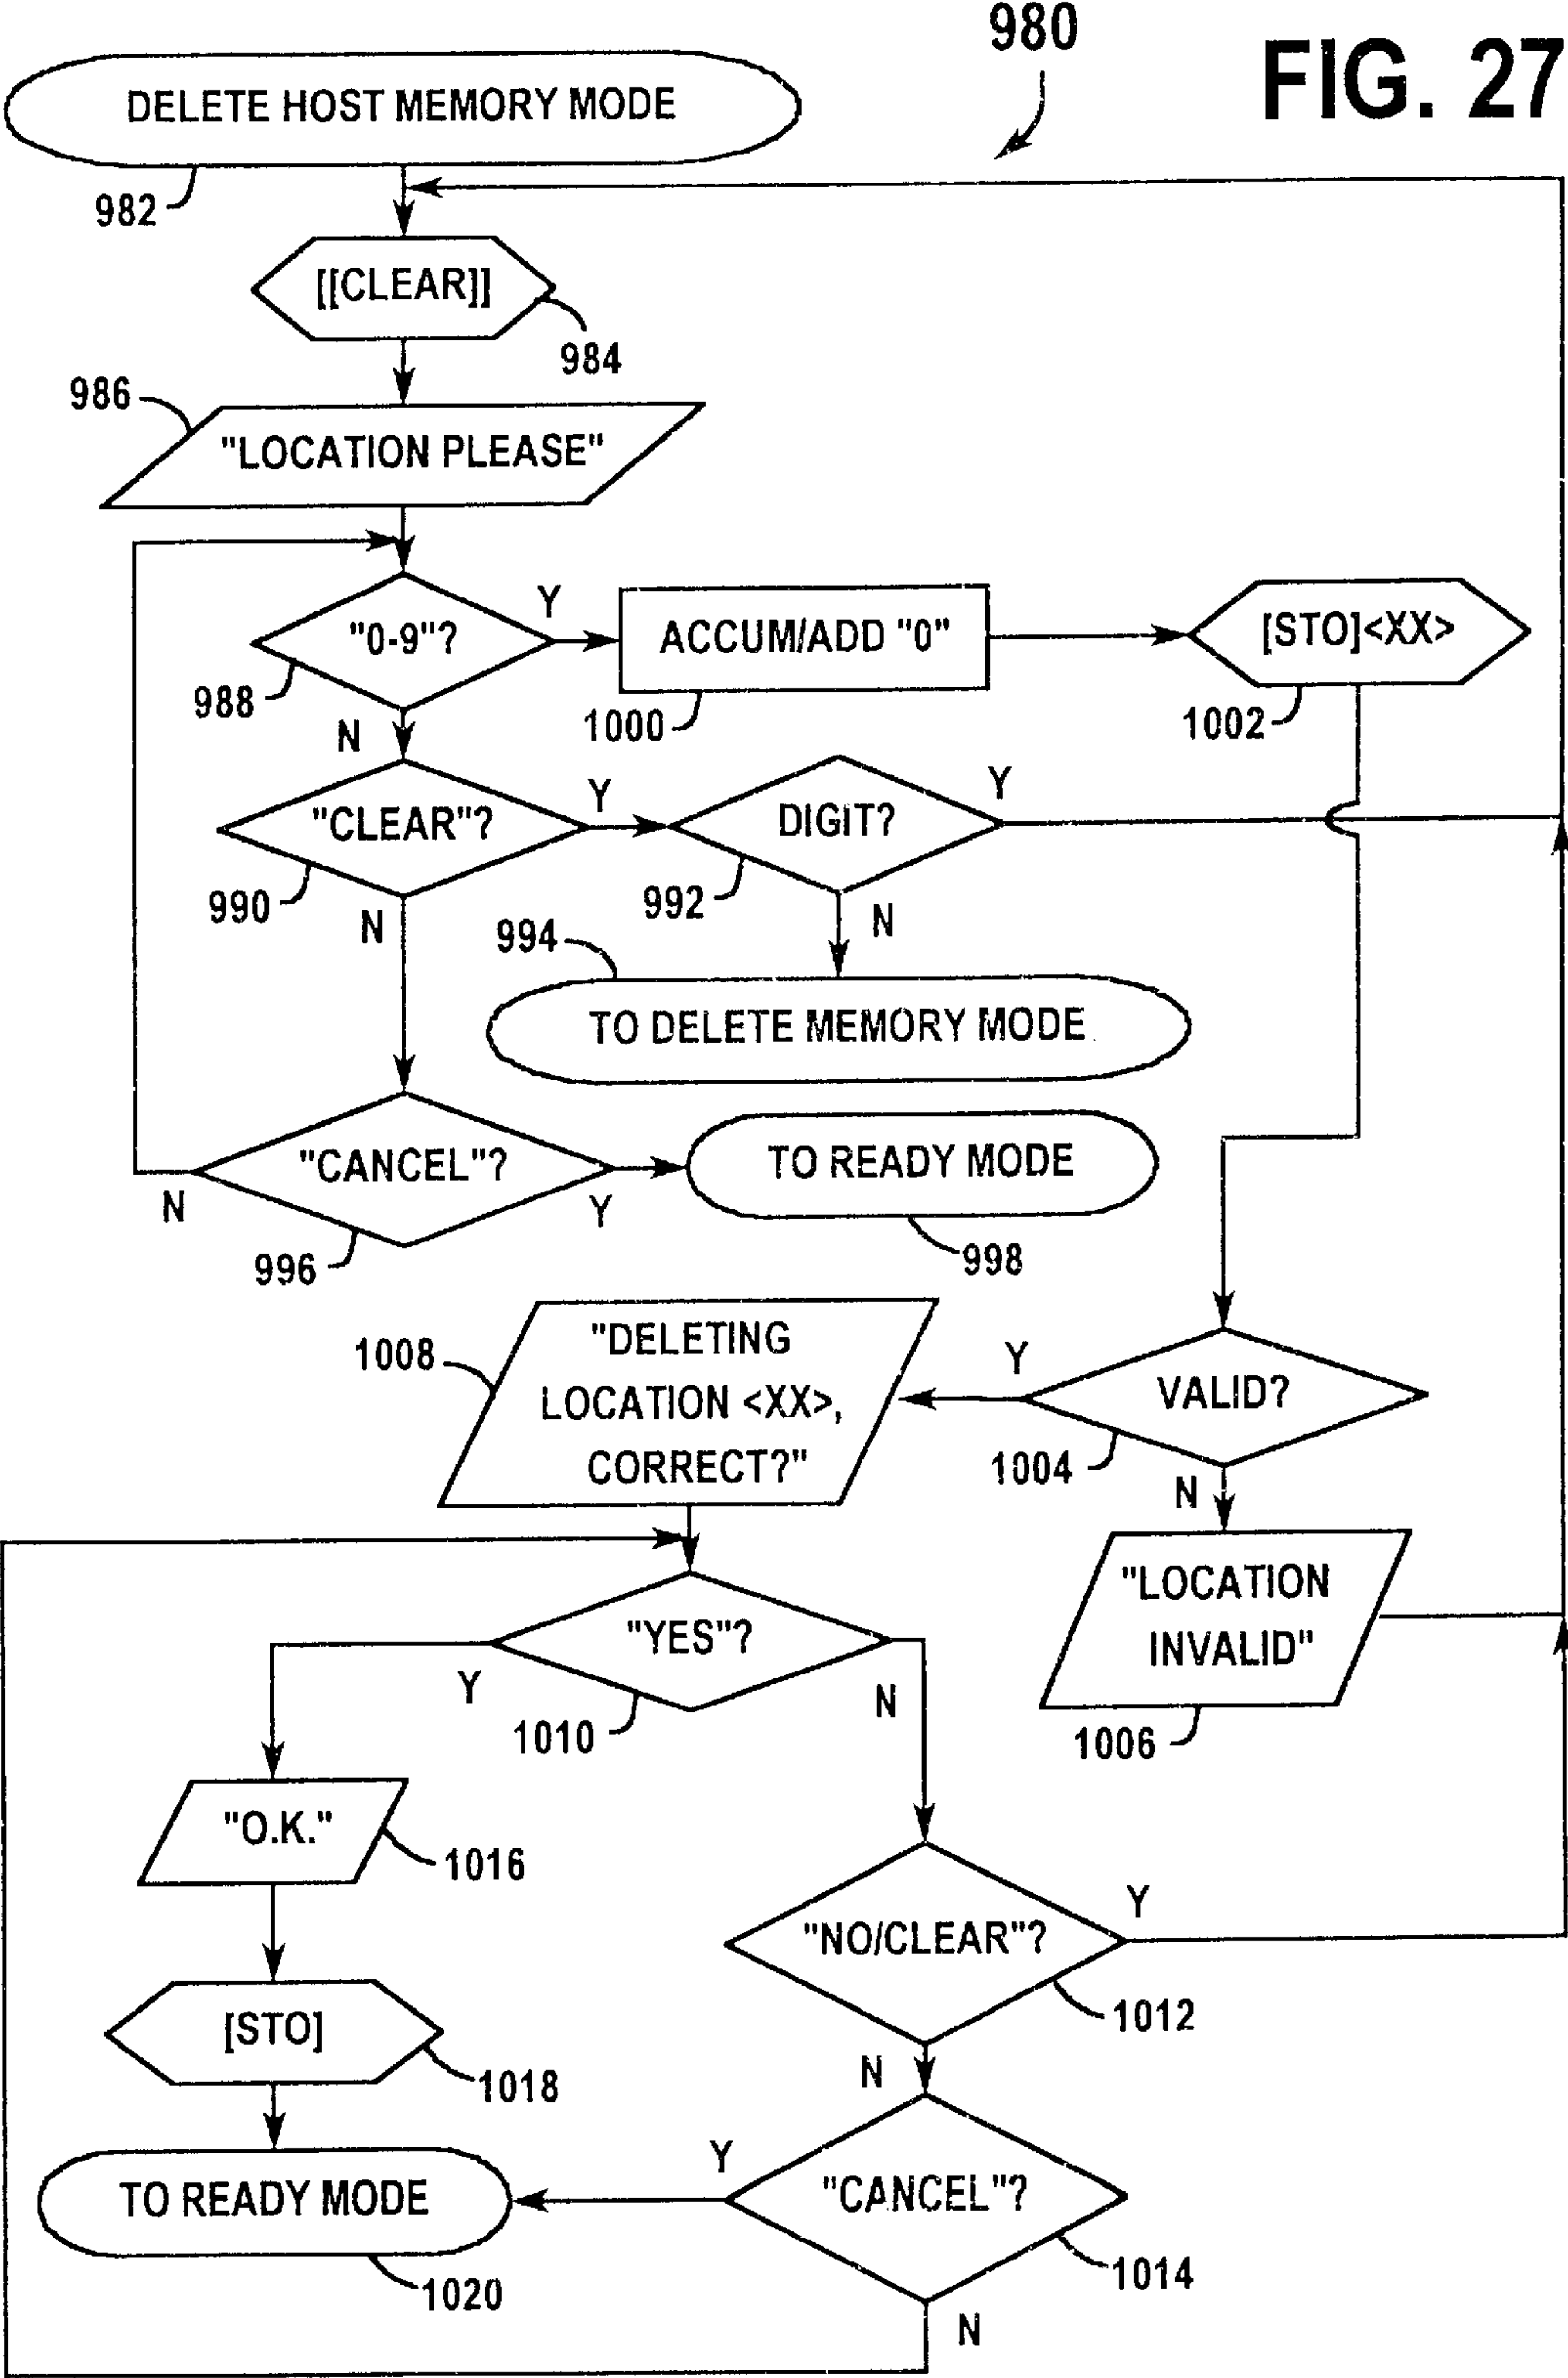 980
FIG. 27
DELETE HOST MEMORY MODE
982
[[CLEAR]]
984
986
"LOCATION PLEASE"
"0-9"?
Y
ACCUM/ADD "0"
[STO]<XX>
988
1000
1002
N
"CLEAR"?
Y
DIGIT?
Y
990
992
N
N
994
TO DELETE MEMORY MODE
"CANCEL"?
TO READY MODE
N
Y
996
998
1008
"DELETING
LOCATION <XX>,
CORRECT?"
Y
VALID?
1004
N
"LOCATION
INVALID"
1006
"YES"?
Y
N
1010
"O.K."
1016
"NO/CLEAR"?
Y
1012
N
[STO]
1018
TO READY MODE
1020
Y
"CANCEL"?
1014
N